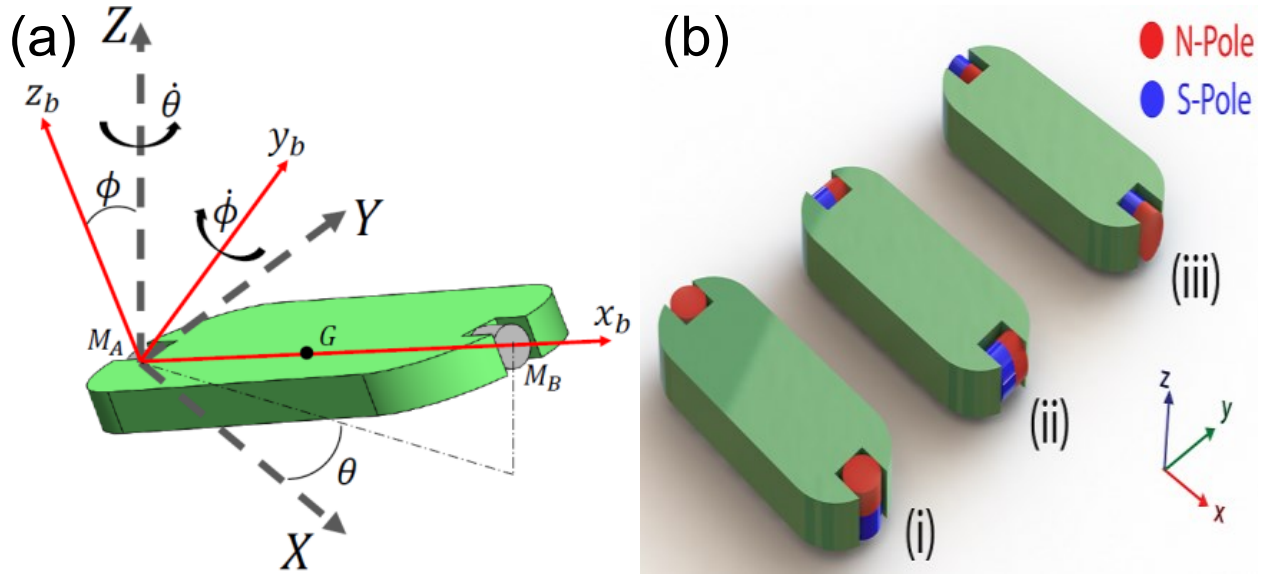 (a)
Z
z_b
θ̇
y_b
ϕ
ϕ̇
Y
M_A
G
x_b
M_B
θ
X
(b)
N-Pole
S-Pole
(iii)
(ii)
(i)
z
y
x